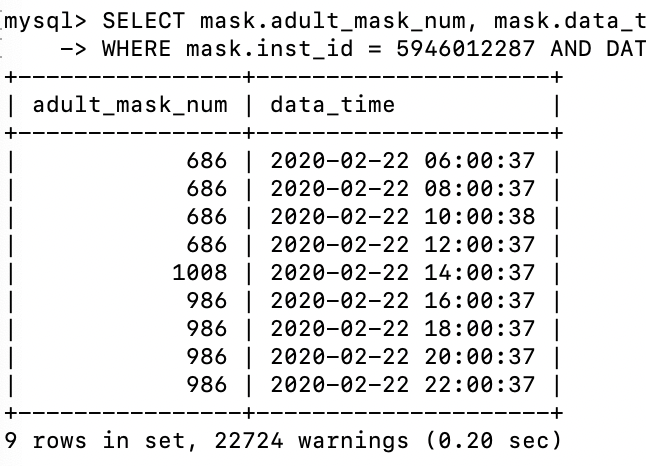 mysql> SELECT mask.adult_mask_num, mask.data_t
-> WHERE mask.inst_id = 5946012287 AND DAT
+-----------------+---------------------+
| adult_mask_num | data_time |
+-----------------+---------------------+
| 686 | 2020-02-22 06:00:37 |
| 686 | 2020-02-22 08:00:37 |
| 686 | 2020-02-22 10:00:38 |
| 686 | 2020-02-22 12:00:37 |
| 1008 | 2020-02-22 14:00:37 |
| 986 | 2020-02-22 16:00:37 |
| 986 | 2020-02-22 18:00:37 |
| 986 | 2020-02-22 20:00:37 |
| 986 | 2020-02-22 22:00:37 |
+-----------------+---------------------+
9 rows in set, 22724 warnings (0.20 sec)